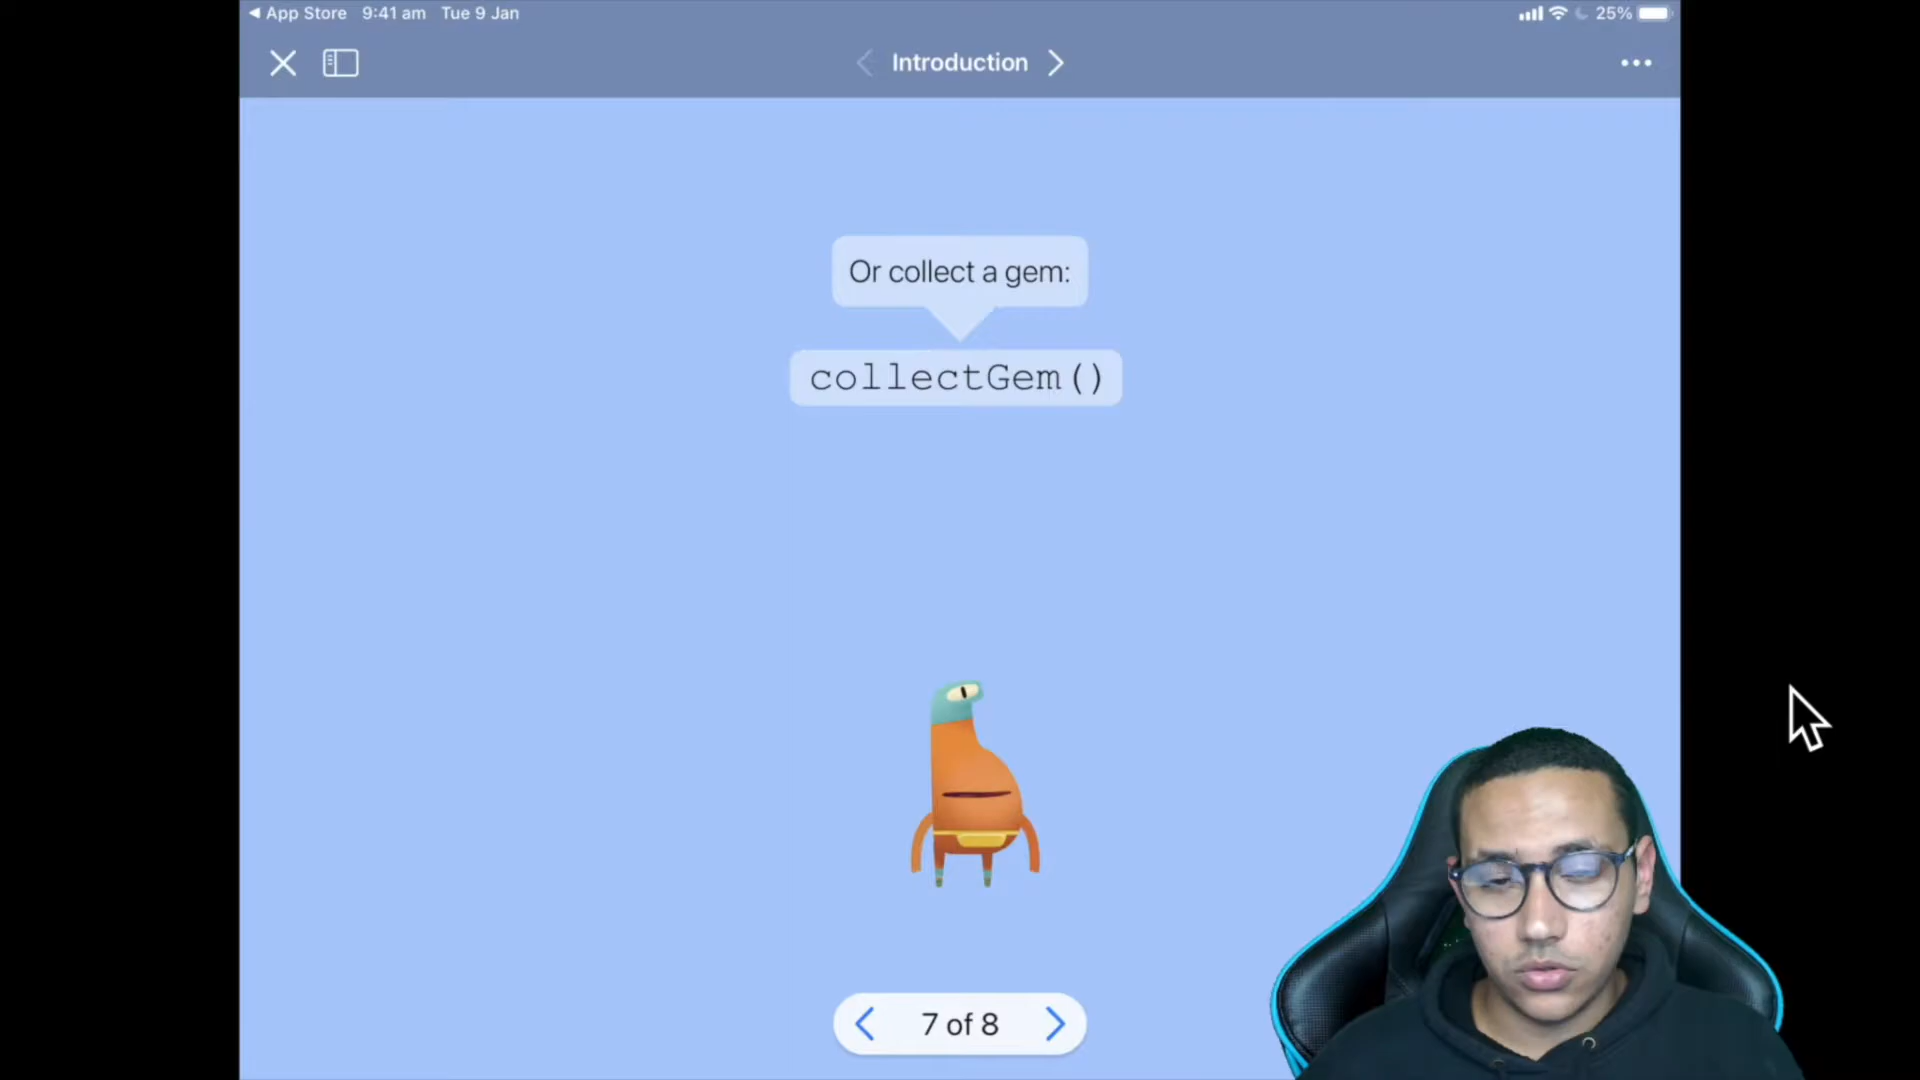 App Store 9:41 am Tue 9 Jan 25%
Introduction
Or collect a gem:
collectGem()
7 of 8